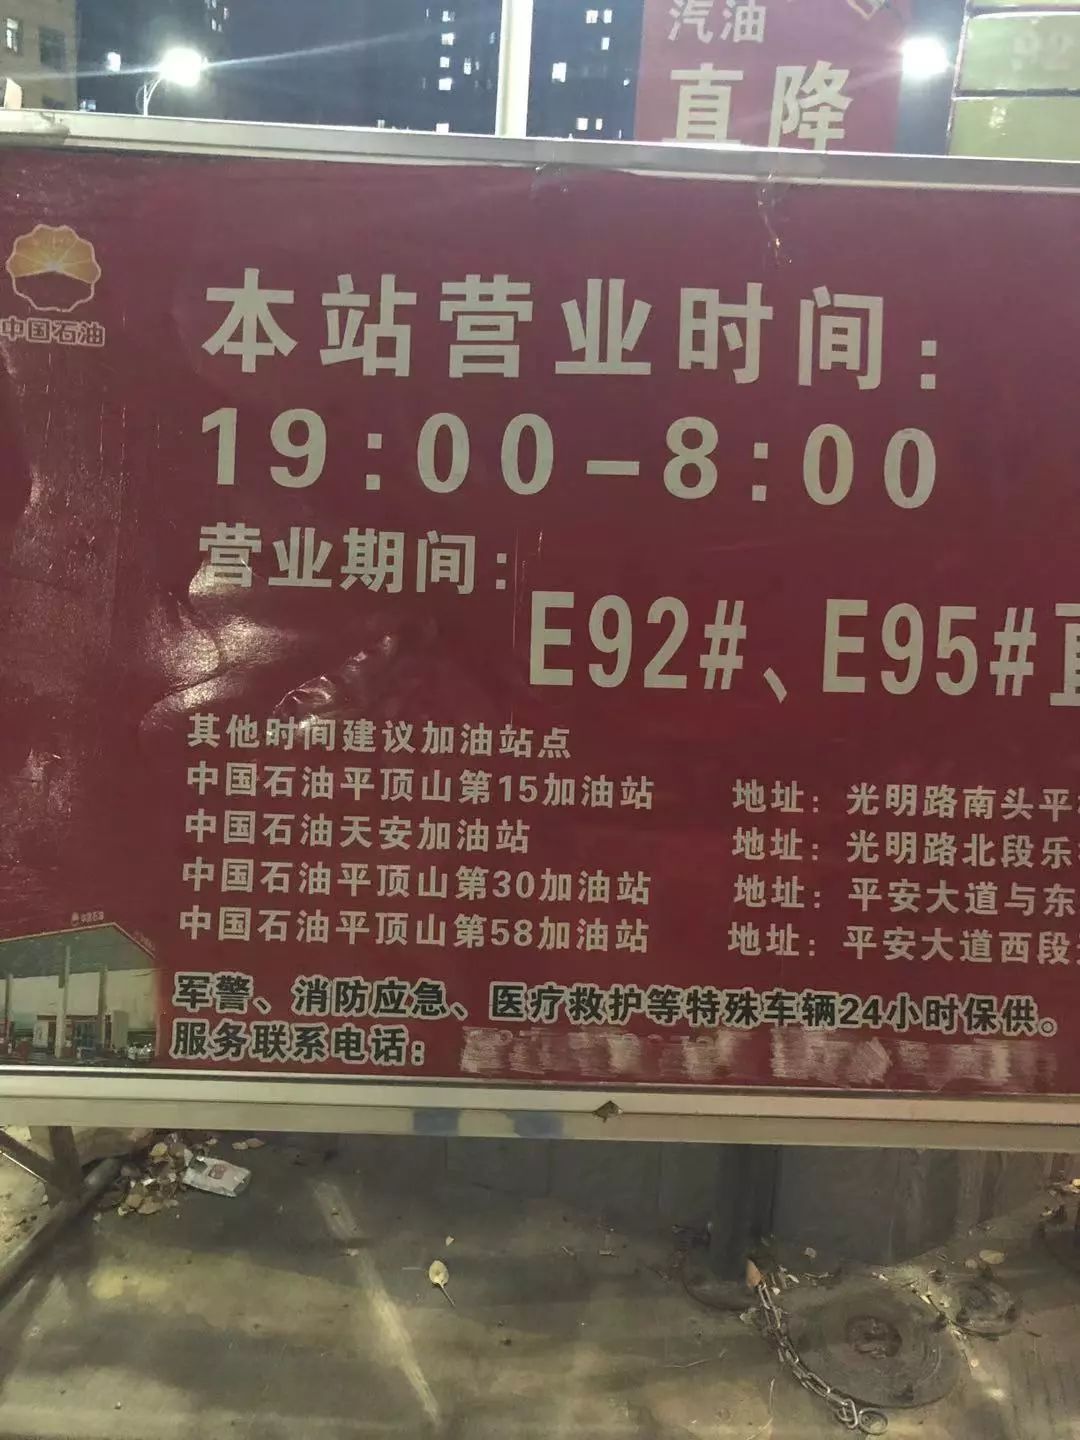 汽油
直降
中国石油
本站营业时间：
19：00－8：00
营业期间：
E92#、E95#直
其他时间建议加油站点
中国石油平顶山第15加油站 地址：光明路南头平
中国石油天安加油站 地址：光明路北段乐
中国石油平顶山第30加油站 地址：平安大道与东
中国石油平顶山第58加油站 地址：平安大道西段
军警、消防应急、医疗救护等特殊车辆24小时保供。
服务联系电话：